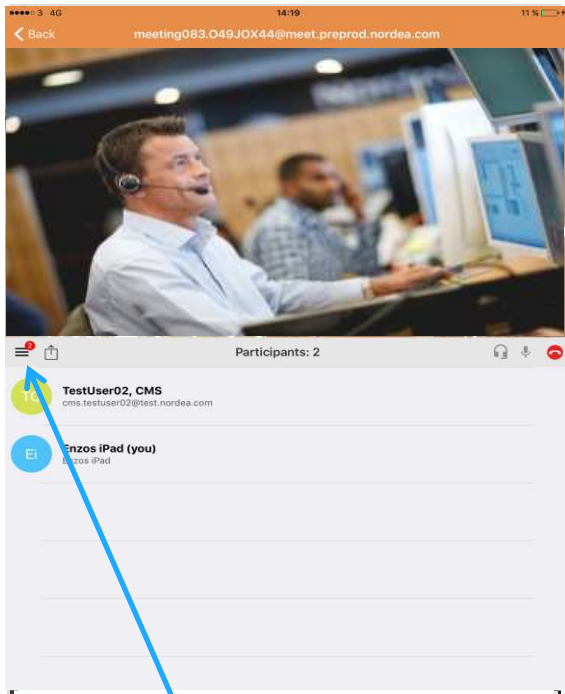 3 4G 14:19 11 %
Back meeting083.O49JOX44@meet.preprod.nordea.com
2 Participants: 2
TC TestUser02, CMS
cms.testuser02@test.nordea.com
Ei Enzos iPad (you)
Enzos iPad